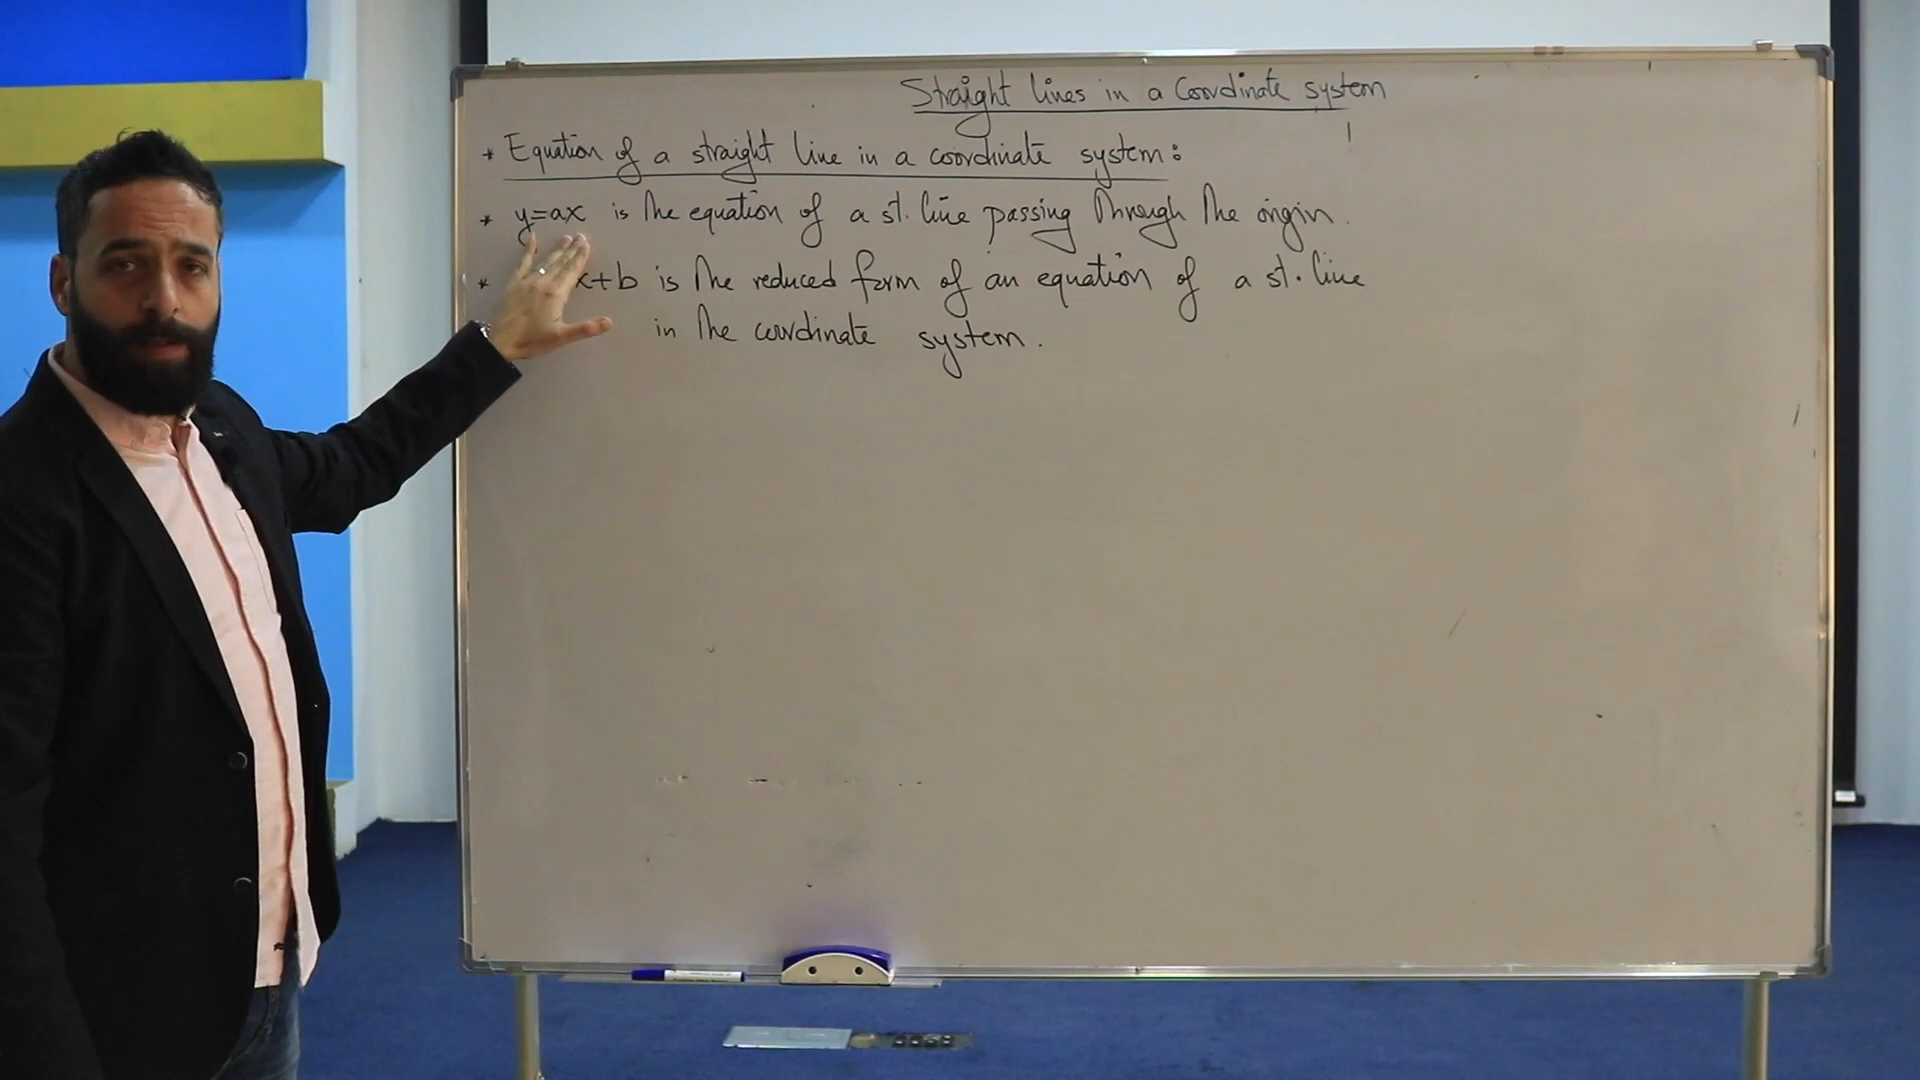 Straight lines in a coordinate system
* Equation of a straight line in a coordinate system:
* y=ax is the equation of a st. line passing through the origin.
* x+b is the reduced form of an equation of a st. line
in the coordinate system.